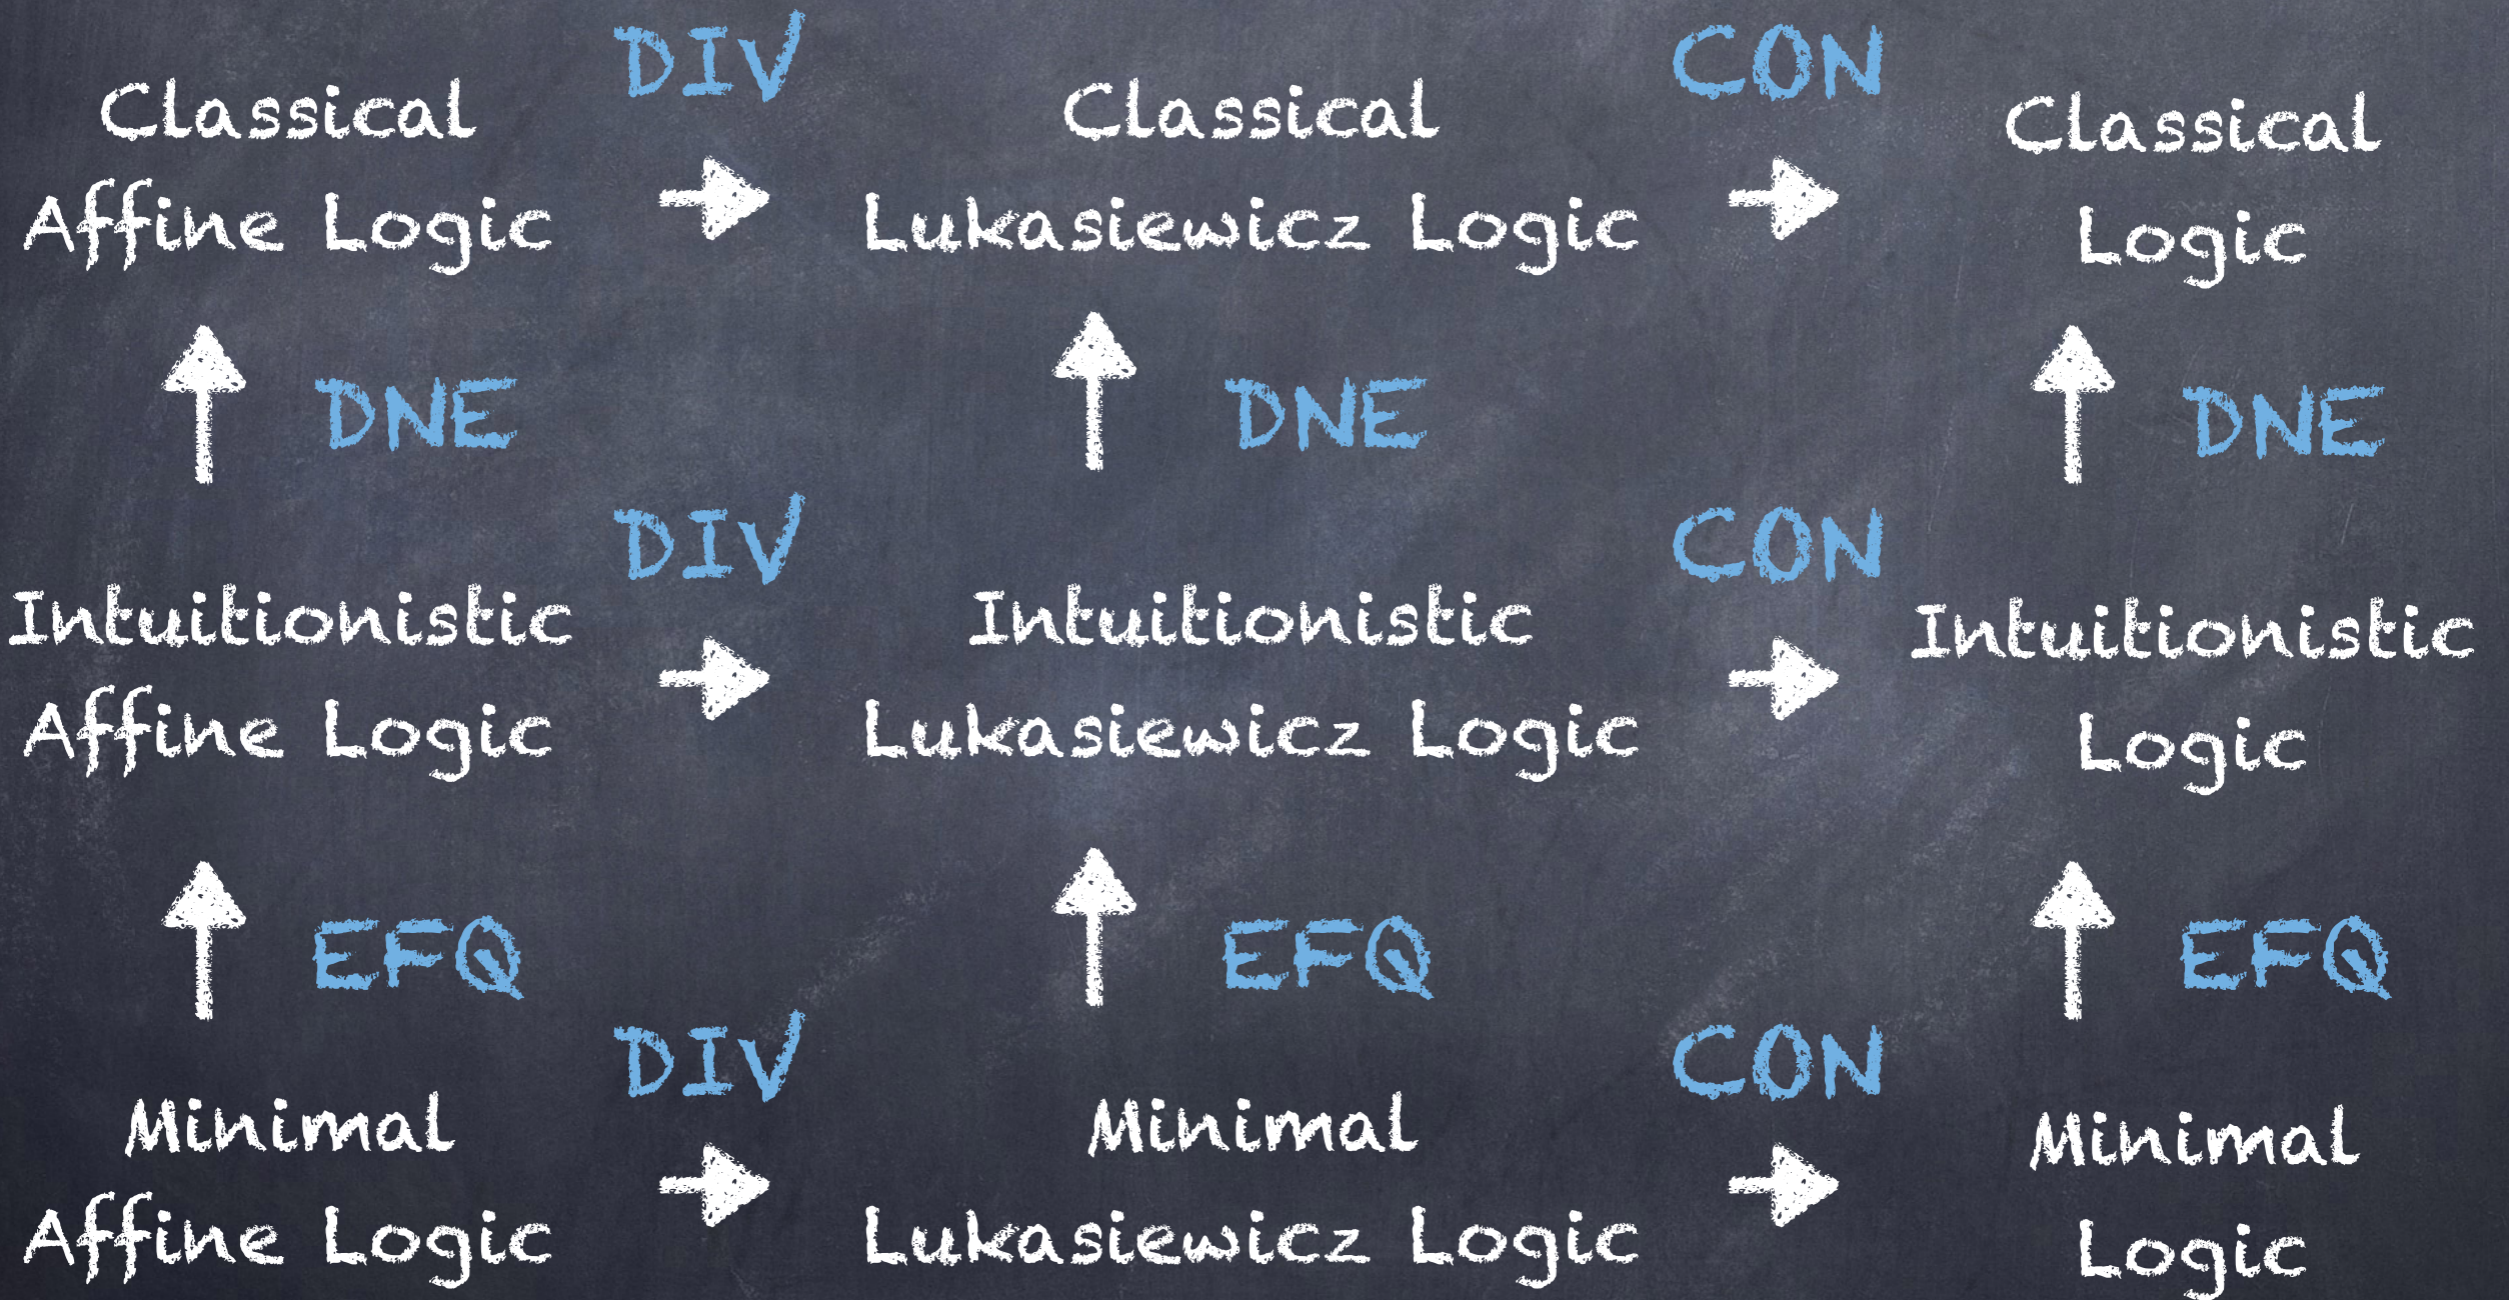 DIV CON
Classical Classical Classical
Affine Logic Lukasiewicz Logic Logic
DNE DNE DNE
DIV CON
Intuitionistic Intuitionistic Intuitionistic
Affine Logic Lukasiewicz Logic Logic
EFQ EFQ EFQ
DIV CON
Minimal Minimal Minimal
Affine Logic Lukasiewicz Logic Logic